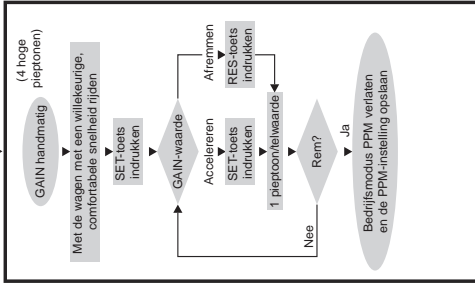 (4 hoge
pieptonen)
GAIN handmatig
Met de wagen met een willekeurige,
comfortabele snelheid rijden
SET-toets
indrukken
GAIN-waarde
Accelereren
Afremmen
SET-toets
indrukken
RES-toets
indrukken
1 pieptoon/telwaarde
Rem?
Nee
Ja
Bedrijfsmodus PPM verlaten
en de PPM-instelling opslaan